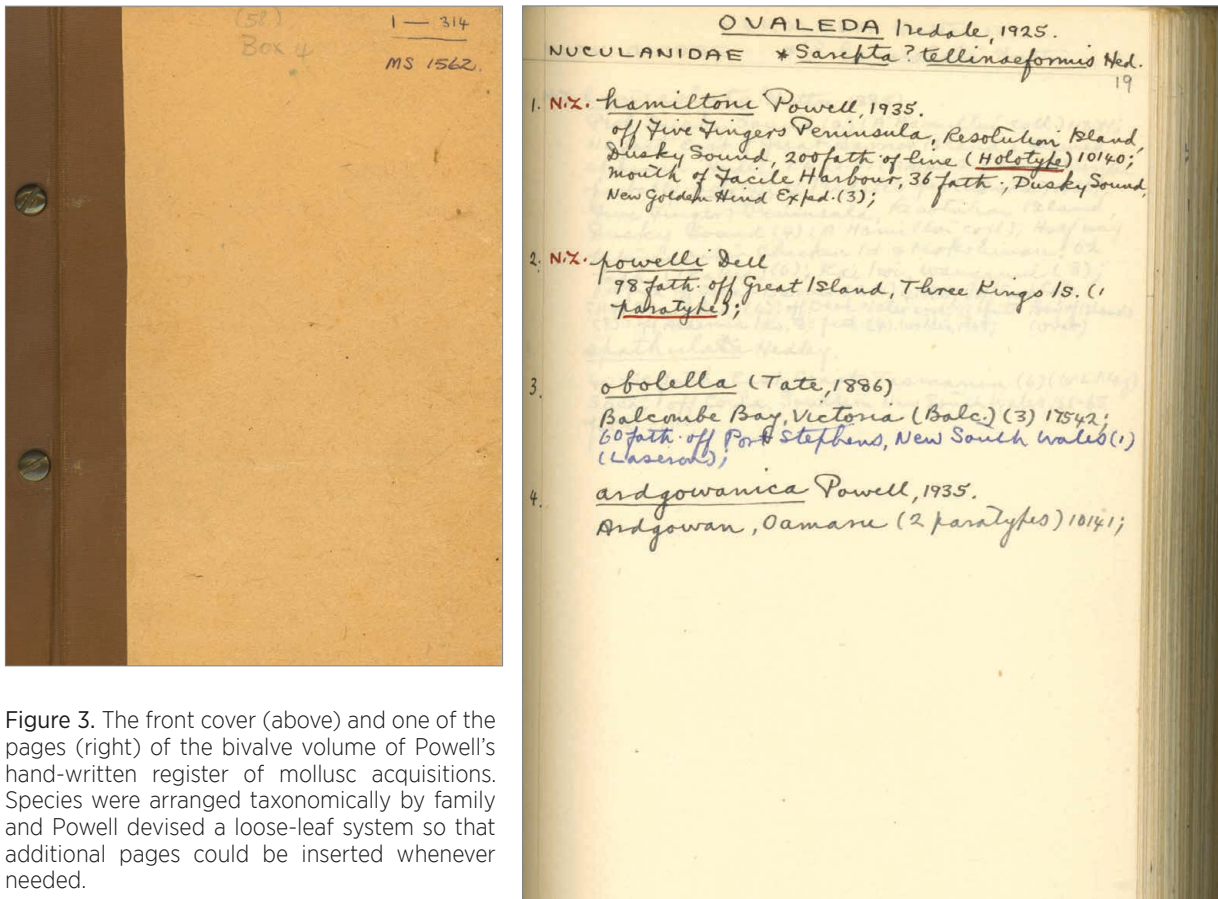 (58)
Box 4
1 — 314
MS 1562.
Figure 3. The front cover (above) and one of the
pages (right) of the bivalve volume of Powell's
hand-written register of mollusc acquisitions.
Species were arranged taxonomically by family
and Powell devised a loose-leaf system so that
additional pages could be inserted whenever
needed.
OVALEDA Iredale, 1925.
NUCULANIDAE *Sarepta? tellinaeformis Hed.
19
1. N.Z. hamiltoni Powell, 1935.
off Five Fingers Peninsula, Resolution Island,
Dusky Sound, 200 fath. of line (Holotype) 10140;
mouth of Facile Harbour, 36 fath., Dusky Sound,
New Golden Hind Exped. (3);
2. N.Z. powelli Dell
98 fath. off Great Island, Three Kings Is. (1
paratype);
3. obolella (Tate, 1886)
Balcombe Bay, Victoria (Balc.) (3) 17542;
60 fath. off Port Stephens, New South Wales (1)
(Laseron);
4. ardgowanica Powell, 1935.
Ardgowan, Oamaru (2 paratypes) 10141;